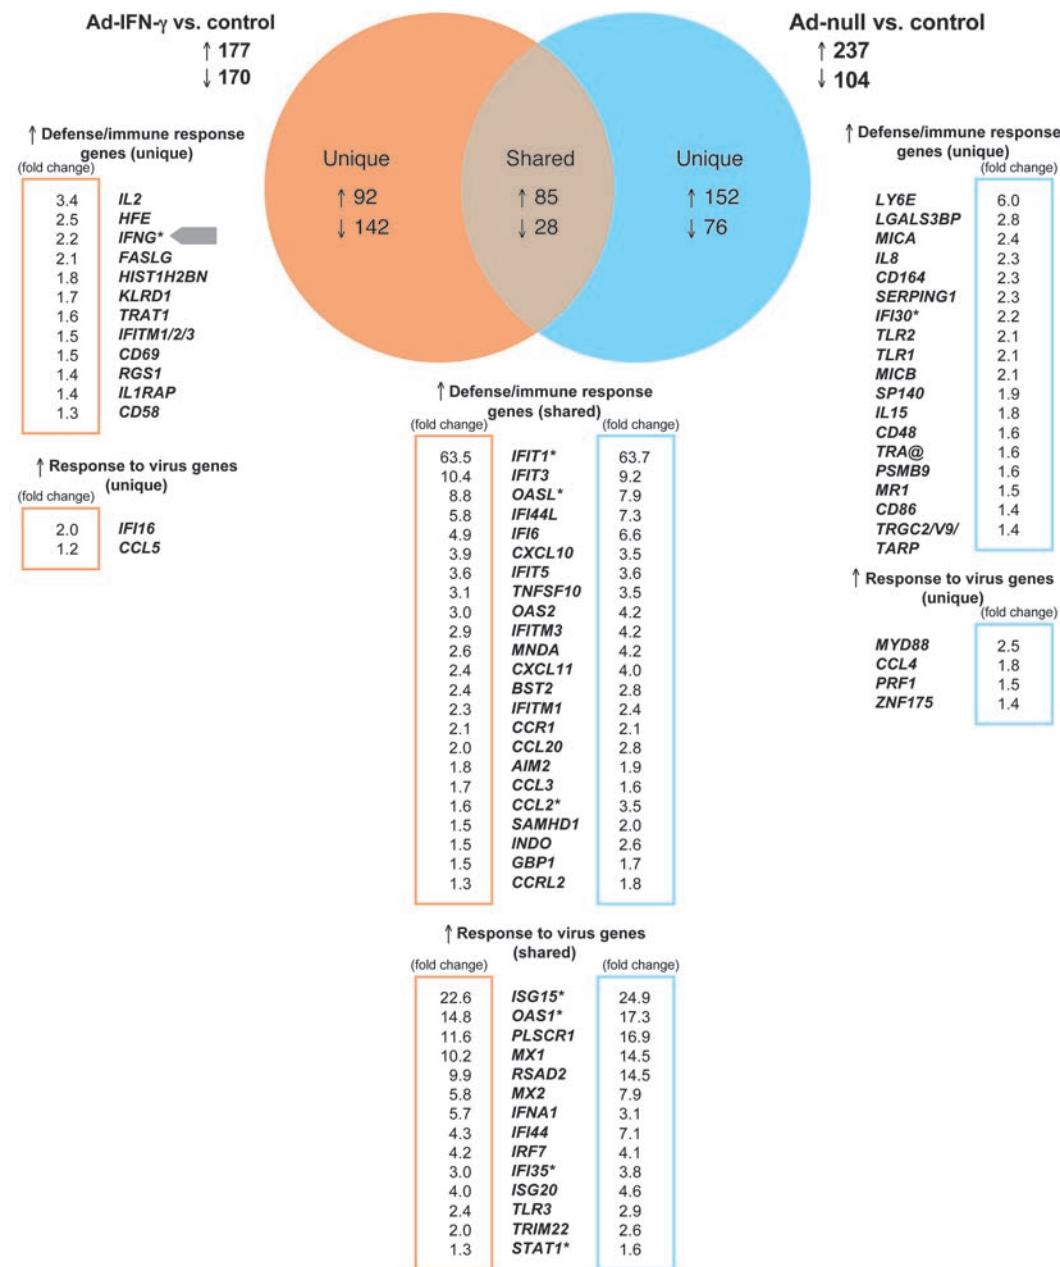 Ad-IFN-γ vs. control
↑ 177
↓ 170
Ad-null vs. control
↑ 237
↓ 104
Unique
↑ 92
↓ 142
Shared
↑ 85
↓ 28
Unique
↑ 152
↓ 76
↑ Defense/immune response
genes (unique)
(fold change)
3.4 IL2
2.5 HFE
2.2 IFNG*
2.1 FASLG
1.8 HIST1H2BN
1.7 KLRD1
1.6 TRAT1
1.5 IFITM1/2/3
1.5 CD69
1.4 RGS1
1.4 IL1RAP
1.3 CD58
↑ Response to virus genes
(unique)
(fold change)
2.0 IFI16
1.2 CCL5
↑ Defense/immune response
genes (shared)
(fold change) (fold change)
63.5 IFIT1* 63.7
10.4 IFIT3 9.2
8.8 OASL* 7.9
5.8 IFI44L 7.3
4.9 IFI6 6.6
3.9 CXCL10 3.5
3.6 IFIT5 3.6
3.1 TNFSF10 3.5
3.0 OAS2 4.2
2.9 IFITM3 4.2
2.6 MNDA 4.2
2.4 CXCL11 4.0
2.4 BST2 2.8
2.3 IFITM1 2.4
2.1 CCR1 2.1
2.0 CCL20 2.8
1.8 AIM2 1.9
1.7 CCL3 1.6
1.6 CCL2* 3.5
1.5 SAMHD1 2.0
1.5 INDO 2.6
1.5 GBP1 1.7
1.3 CCRL2 1.8
↑ Response to virus genes
(shared)
(fold change) (fold change)
22.6 ISG15* 24.9
14.8 OAS1* 17.3
11.6 PLSCR1 16.9
10.2 MX1 14.5
9.9 RSAD2 14.5
5.8 MX2 7.9
5.7 IFNA1 3.1
4.3 IFI44 7.1
4.2 IRF7 4.1
3.0 IFI35* 3.8
4.0 ISG20 4.6
2.4 TLR3 2.9
2.0 TRIM22 2.6
1.3 STAT1* 1.6
↑ Defense/immune response
genes (unique)
(fold change)
LY6E 6.0
LGALS3BP 2.8
MICA 2.4
IL8 2.3
CD164 2.3
SERPING1 2.3
IFI30* 2.2
TLR2 2.1
TLR1 2.1
MICB 2.1
SP140 1.9
IL15 1.8
CD48 1.6
TRA@ 1.6
PSMB9 1.6
MR1 1.5
CD86 1.4
TRGC2/V9/ 1.4
TARP
↑ Response to virus genes
(unique)
(fold change)
MYD88 2.5
CCL4 1.8
PRF1 1.5
ZNF175 1.4